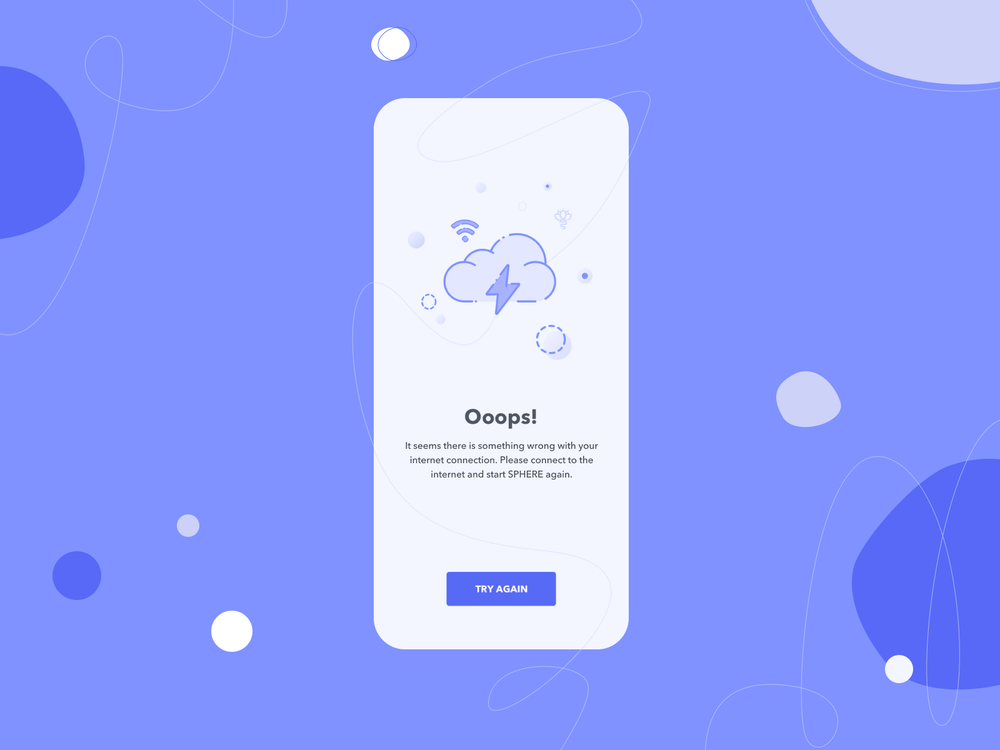 Ooops!
It seems there is something wrong with your
internet connection. Please connect to the
internet and start SPHERE again.
TRY AGAIN